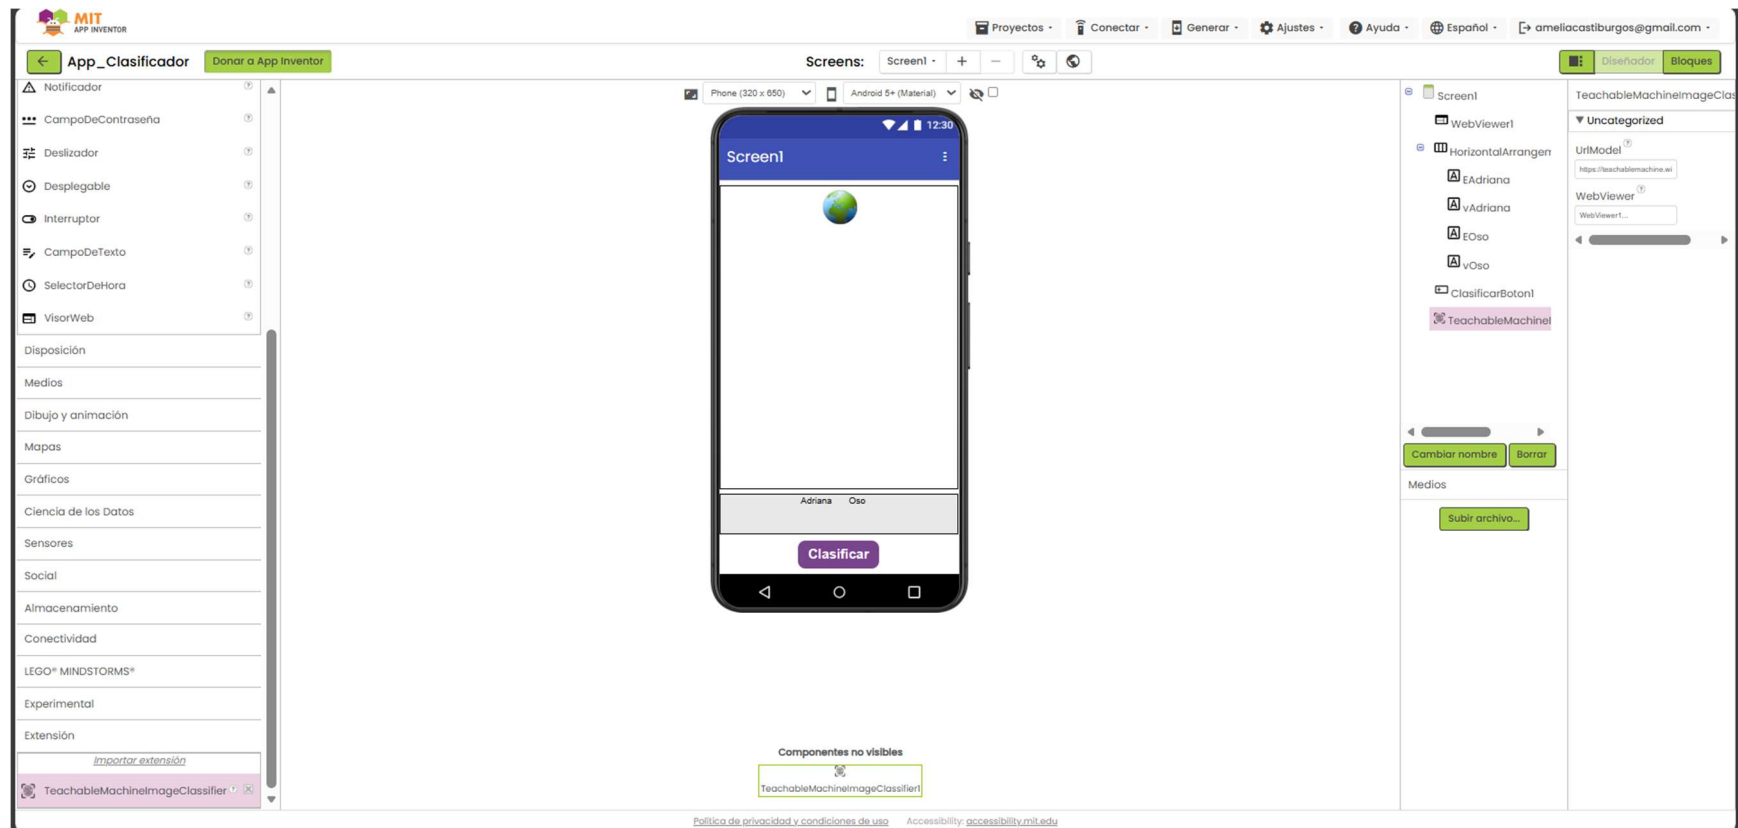 MIT
APP INVENTOR
Proyectos
Conectar
Generar
Ajustes
Ayuda
Español
ameliacastiburgos@gmail.com
App_Clasificador
Donar a App Inventor
Screens:
Screen1
Diseñador
Bloques
Notificador
CampoDeContraseña
Deslizador
Desplegable
Interruptor
CampoDeTexto
SelectorDeHora
VisorWeb
Disposición
Medios
Dibujo y animación
Mapas
Gráficos
Ciencia de los Datos
Sensores
Social
Almacenamiento
Conectividad
LEGO® MINDSTORMS®
Experimental
Extensión
Importar extensión
TeachableMachineImageClassifier
Phone (320 x 650)
Android 5+ (Material)
12:30
Screen1
Adriana Oso
Clasificar
Componentes no visibles
TeachableMachineImageClassifier1
Screen1
WebViewer1
HorizontalArrangem
EAdriana
vAdriana
EOso
vOso
ClasificarBoton1
TeachableMachineI
Cambiar nombre
Borrar
Medios
Subir archivo...
TeachableMachineImageClas
Uncategorized
UrlModel
https://teachablemachine.wi
WebViewer
WebViewer1...
Política de privacidad y condiciones de uso
Accessibility: accessibility.mit.edu